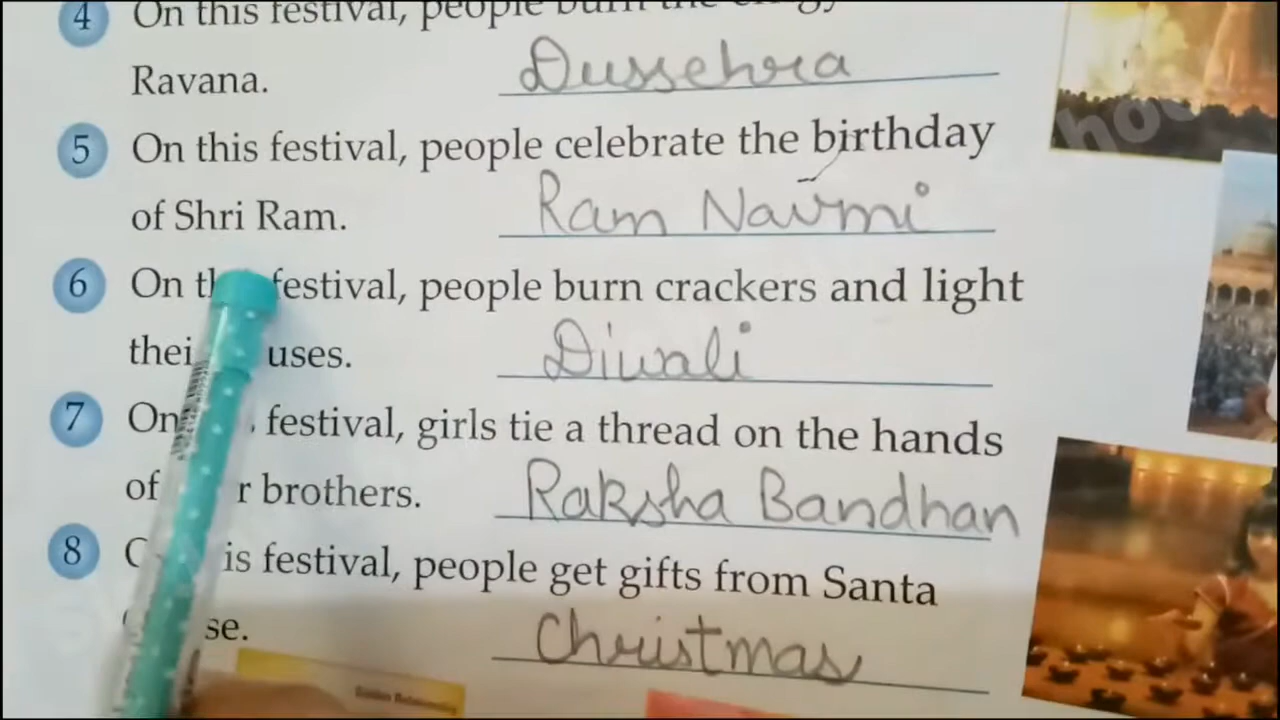 4 On this festival, people burn the effigy
Ravana. Dussehra
5 On this festival, people celebrate the birthday
of Shri Ram. Ram Navmi
6 On festival, people burn crackers and light
uses. Diwali
7 On festival, girls tie a thread on the hands
of r brothers. Raksha Bandhan
8 is festival, people get gifts from Santa
se. Christmas